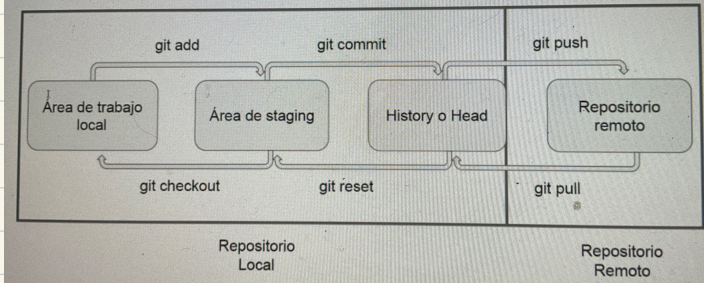 git add
git commit
git push
Área de trabajo
local
Área de staging
History o Head
Repositorio
remoto
git checkout
git reset
git pull
Repositorio
Local
Repositorio
Remoto